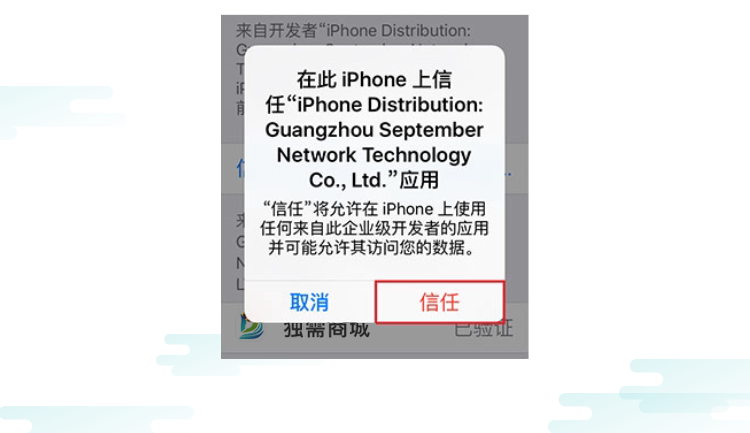 来自开发者“iPhone Distribution:
在此 iPhone 上信
任“iPhone Distribution:
Guangzhou September
Network Technology
Co., Ltd.”应用
“信任”将允许在 iPhone 上使用
任何来自此企业级开发者的应用
并可能允许其访问您的数据。
取消
信任
独需商城
已验证